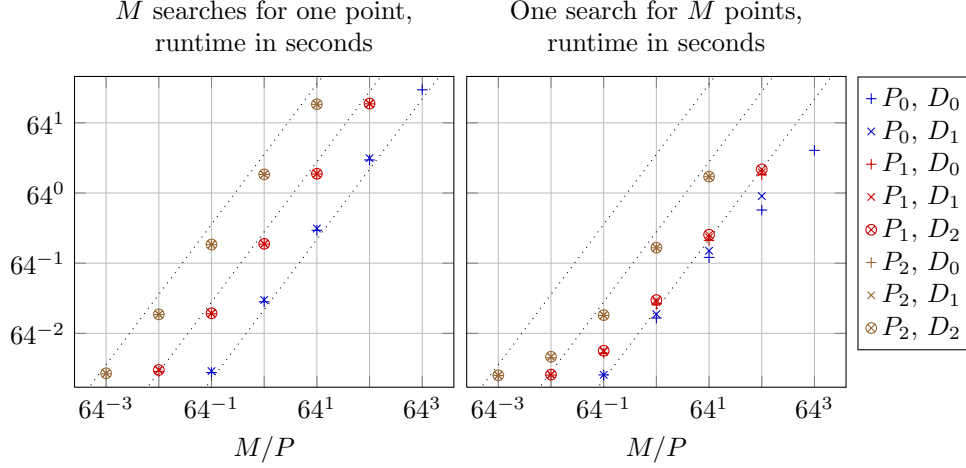 M searches for one point,
runtime in seconds
One search for M points,
runtime in seconds
64^1
64^0
64^−1
64^−2
64^−3 64^−1 64^1 64^3
M/P
64^−3 64^−1 64^1 64^3
M/P
P_0, D_0
P_0, D_1
P_1, D_0
P_1, D_1
P_1, D_2
P_2, D_0
P_2, D_1
P_2, D_2